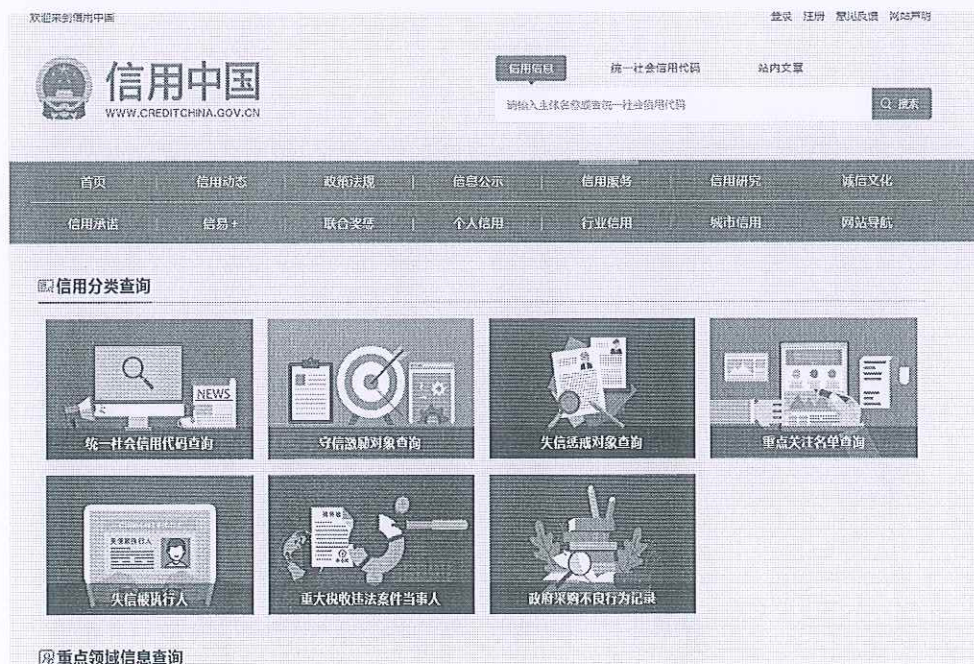 欢迎来到信用中国
登录 注册 意见反馈 网站声明
信用中国
WWW.CREDITCHINA.GOV.CN
信用信息 统一社会信用代码 站内文章
请输入主体名称或者统一社会信用代码
搜索
首页 信用动态 政策法规 信息公示 信用服务 信用研究 诚信文化
信用承诺 信易+ 联合奖惩 个人信用 行业信用 城市信用 网站导航
信用分类查询
NEWS
统一社会信用代码查询
守信激励对象查询
失信惩戒对象查询
重点关注名单查询
失信被执行人
失信被执行人
重大税收违法案件当事人
政府采购不良行为记录
重点领域信息查询